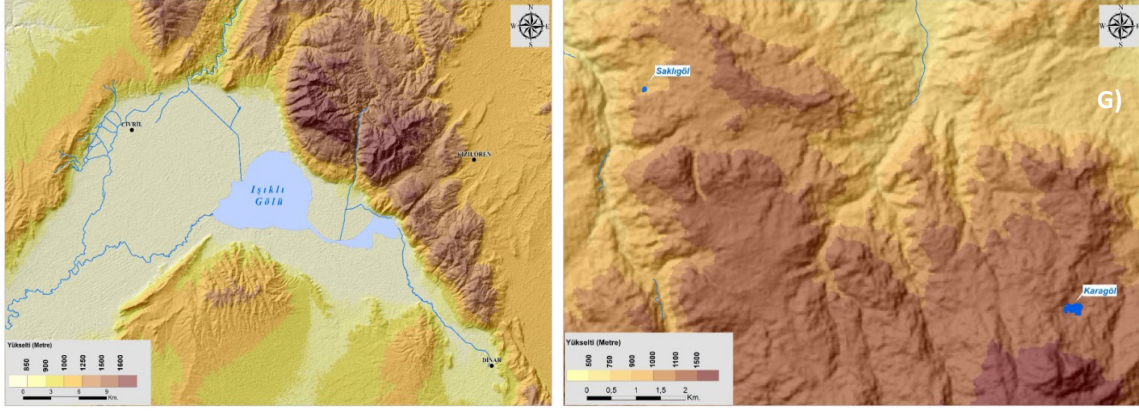 N
W E
S
ÇİVRİL
KIZILÖREN
Işıklı
Gölü
DİNAR
Yükselti (Metre)
850 900 1000 1250 1500 1600
0 3 6 9
Km.
N
W E
S
Saklıgöl
G)
Karagöl
Yükselti (Metre)
500 750 900 1000 1100 1500
0 0,5 1 1,5 2
Km.